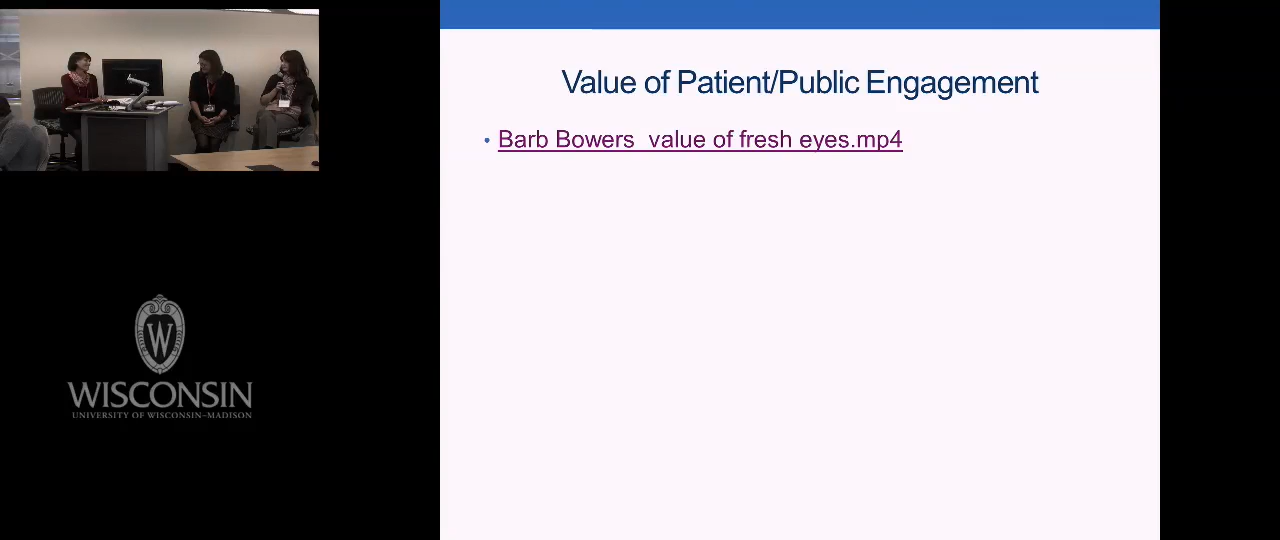 Value of Patient/Public Engagement
• Barb Bowers  value of fresh eyes.mp4
W
WISCONSIN
UNIVERSITY OF WISCONSIN–MADISON